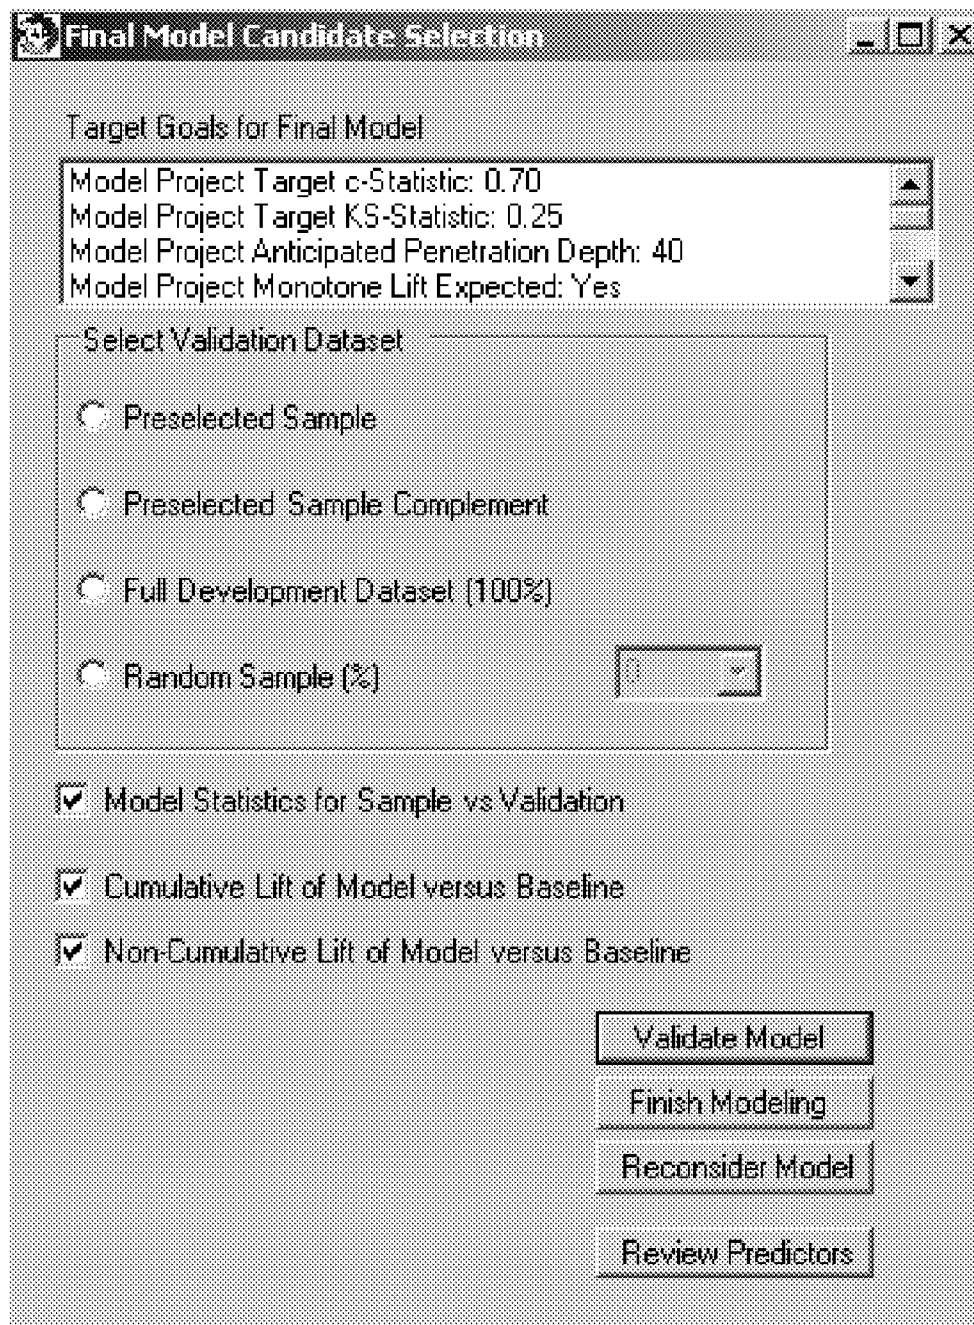 Final Model Candidate Selection
Target Goals for Final Model
Model Project Target c-Statistic: 0.70
Model Project Target KS-Statistic: 0.25
Model Project Anticipated Penetration Depth: 40
Model Project Monotone Lift Expected: Yes
Select Validation Dataset
Preselected Sample
Preselected Sample Complement
Full Development Dataset (100%)
Random Sample (%)
Model Statistics for Sample vs Validation
Cumulative Lift of Model versus Baseline
Non-Cumulative Lift of Model versus Baseline
Validate Model
Finish Modeling
Reconsider Model
Review Predictors